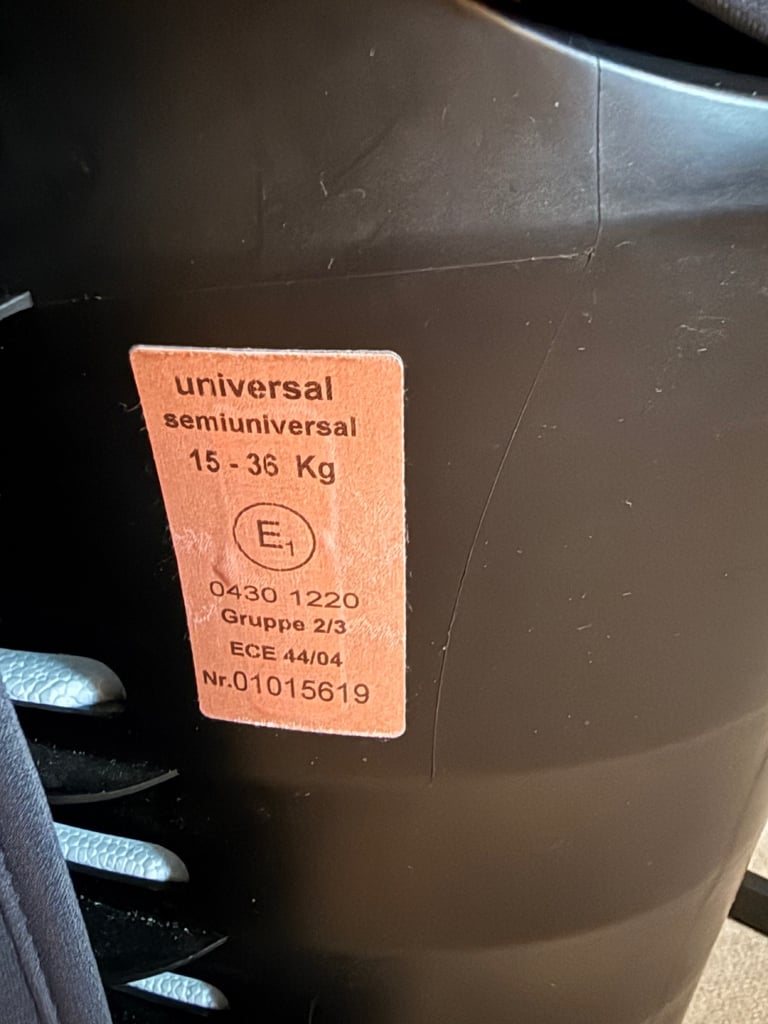 universal
semiuniversal
15 - 36 Kg
E1
0430 1220
Gruppe 2/3
ECE 44/04
Nr.01015619